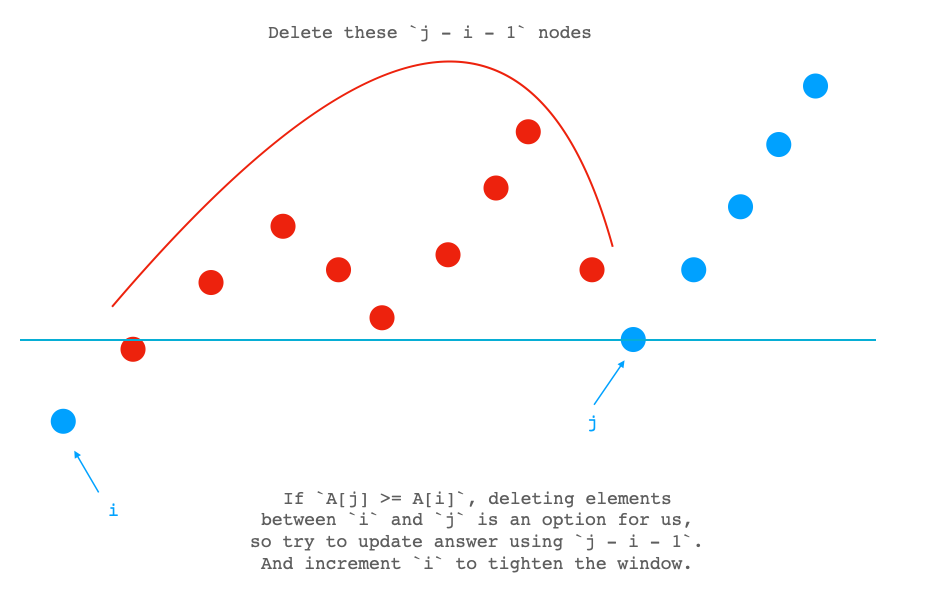 Delete these `j - i - 1` nodes
j
i
If `A[j] >= A[i]`, deleting elements
between `i` and `j` is an option for us,
so try to update answer using `j - i - 1`.
And increment `i` to tighten the window.